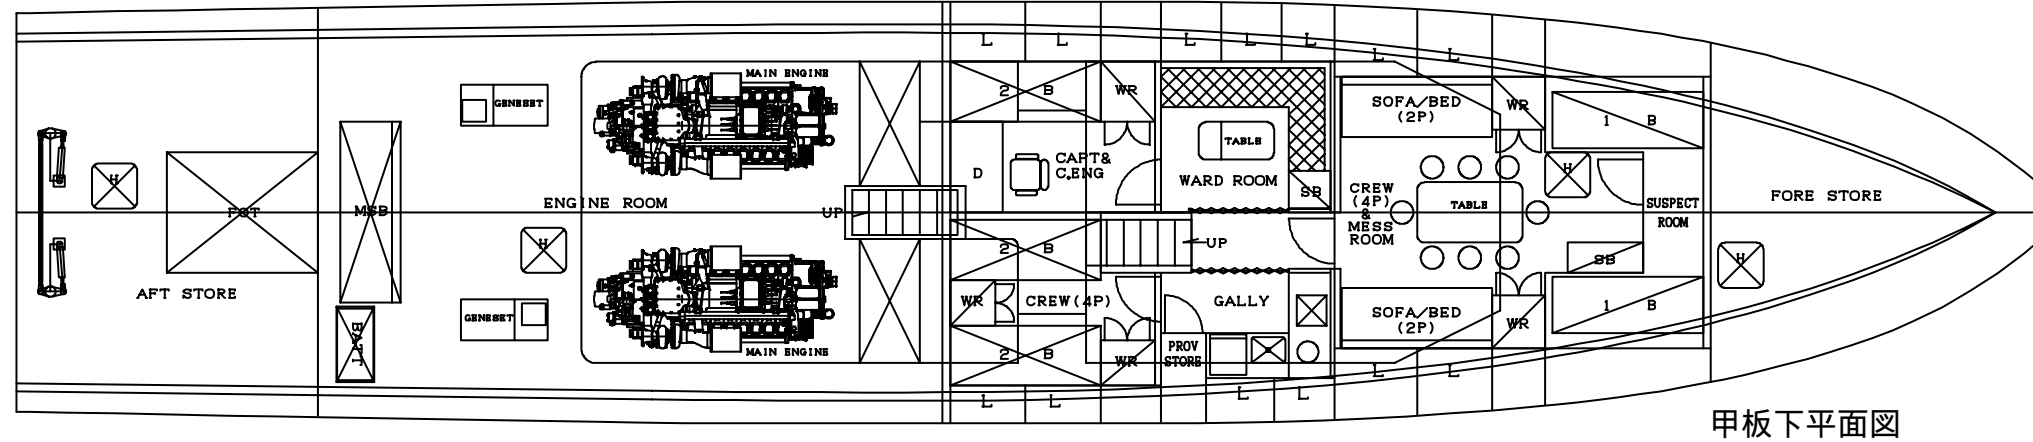 L L L L L L L
MAIN ENGINE
GENESET
2 B
WR
SOFA/BED
(2P)
WR
1 B
TABLE
H
D
CAPT&
C.ENG
WARD ROOM
SB
H
CREW
(4P)
&
MESS
ROOM
TABLE
SUSPECT
ROOM
FORE STORE
FOT
MSB
ENGINE ROOM
UP
UP
H
2 B
SB
H
AFT STORE
WR
CREW(4P)
GALLY
1 B
GENESET
BATT
SOFA/BED
(2P)
WR
MAIN ENGINE
2 B
WR
PROV
STORE
L L L L L L
甲板下平面図